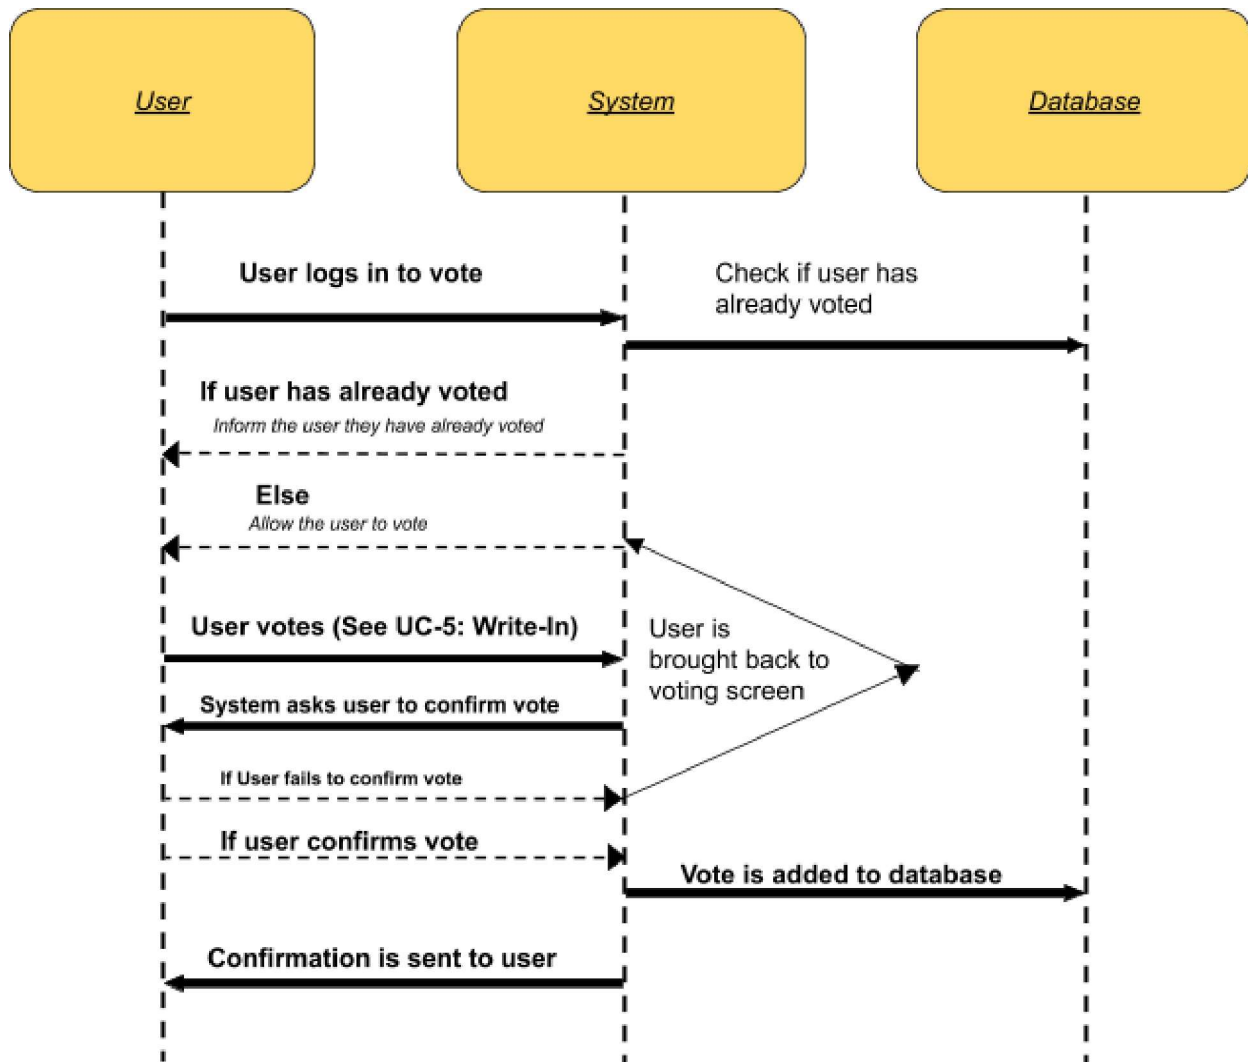 User
System
Database
User logs in to vote
Check if user has
already voted
If user has already voted
Inform the user they have already voted
Else
Allow the user to vote
User votes (See UC-5: Write-In)
User is
brought back to
voting screen
System asks user to confirm vote
If User fails to confirm vote
If user confirms vote
Vote is added to database
Confirmation is sent to user